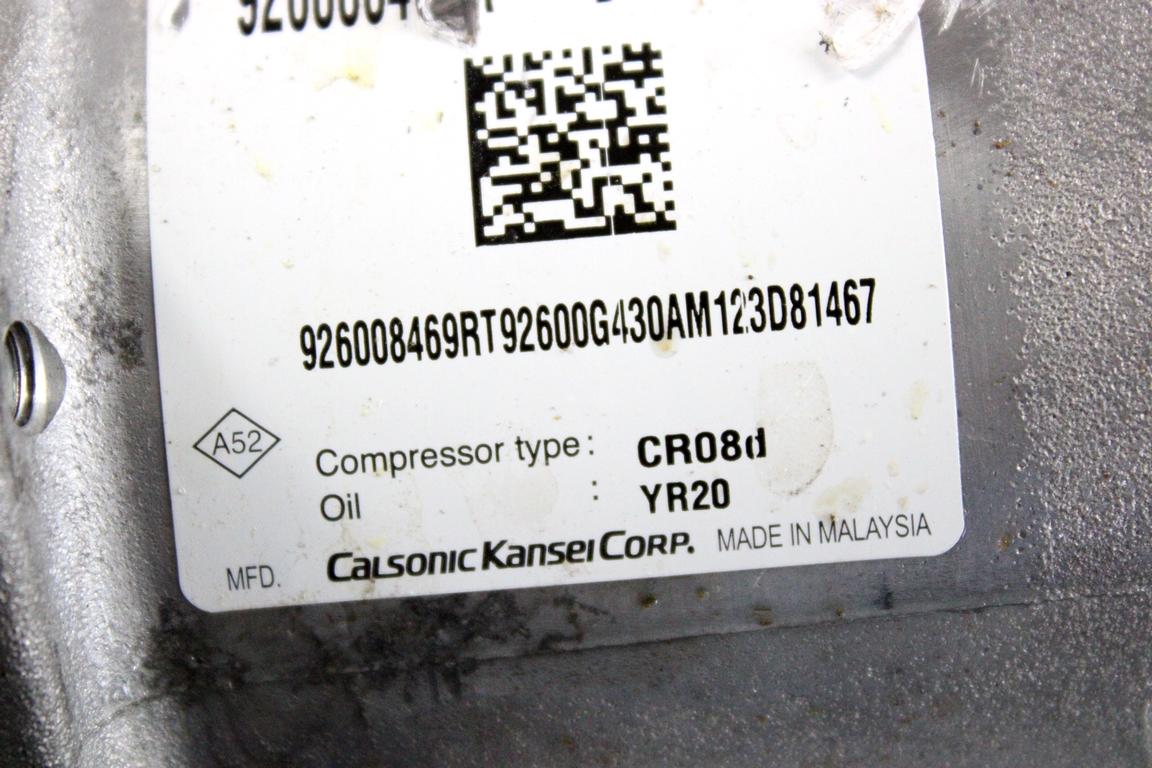 926008469RT92600G430AM123D81467
A52
Compressor type : CR08d
Oil : YR20
MFD. CALSONIC KANSEI CORP. MADE IN MALAYSIA